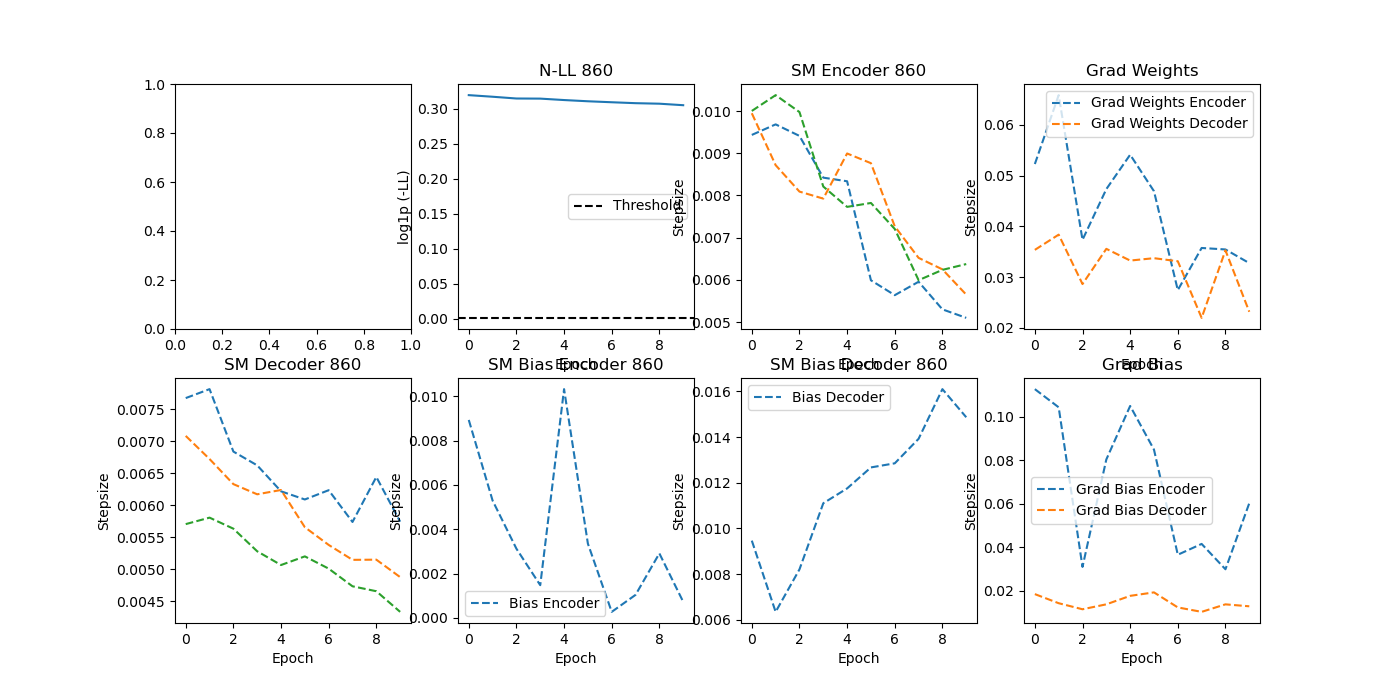 N-LL 860
SM Encoder 860
Grad Weights
1.0
0.8
0.6
0.4
0.2
0.0
0.0 0.2 0.4 0.6 0.8 1.0
log1p (-LL)
0.30
0.25
0.20
0.15
0.10
0.05
0.00
Threshold
0 2 4 6 8
Epoch
Stepsize
0.010
0.009
0.008
0.007
0.006
0.005
0 2 4 6 8
Epoch
Stepsize
0.06
0.05
0.04
0.03
0.02
Grad Weights Encoder
Grad Weights Decoder
0 2 4 6 8
Epoch
SM Decoder 860
SM Bias Encoder 860
SM Bias Decoder 860
Grad Bias
Stepsize
0.0075
0.0070
0.0065
0.0060
0.0055
0.0050
0.0045
0 2 4 6 8
Epoch
Stepsize
0.010
0.008
0.006
0.004
0.002
0.000
Bias Encoder
0 2 4 6 8
Epoch
Stepsize
0.016
0.014
0.012
0.010
0.008
0.006
Bias Decoder
0 2 4 6 8
Epoch
Stepsize
0.10
0.08
0.06
0.04
0.02
Grad Bias Encoder
Grad Bias Decoder
0 2 4 6 8
Epoch